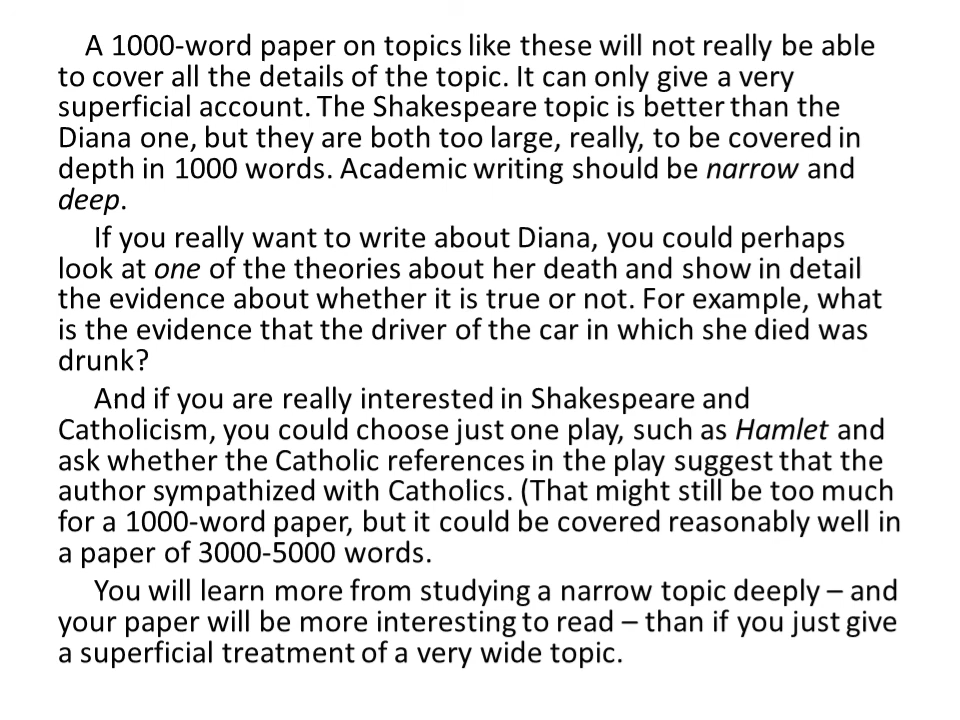 A 1000-word paper on topics like these will not really be able
to cover all the details of the topic. It can only give a very
superficial account. The Shakespeare topic is better than the
Diana one, but they are both too large, really, to be covered in
depth in 1000 words. Academic writing should be narrow and
deep.
If you really want to write about Diana, you could perhaps
look at one of the theories about her death and show in detail
the evidence about whether it is true or not. For example, what
is the evidence that the driver of the car in which she died was
drunk?
And if you are really interested in Shakespeare and
Catholicism, you could choose just one play, such as Hamlet and
ask whether the Catholic references in the play suggest that the
author sympathized with Catholics. (That might still be too much
for a 1000-word paper, but it could be covered reasonably well in
a paper of 3000-5000 words.
You will learn more from studying a narrow topic deeply – and
your paper will be more interesting to read – than if you just give
a superficial treatment of a very wide topic.